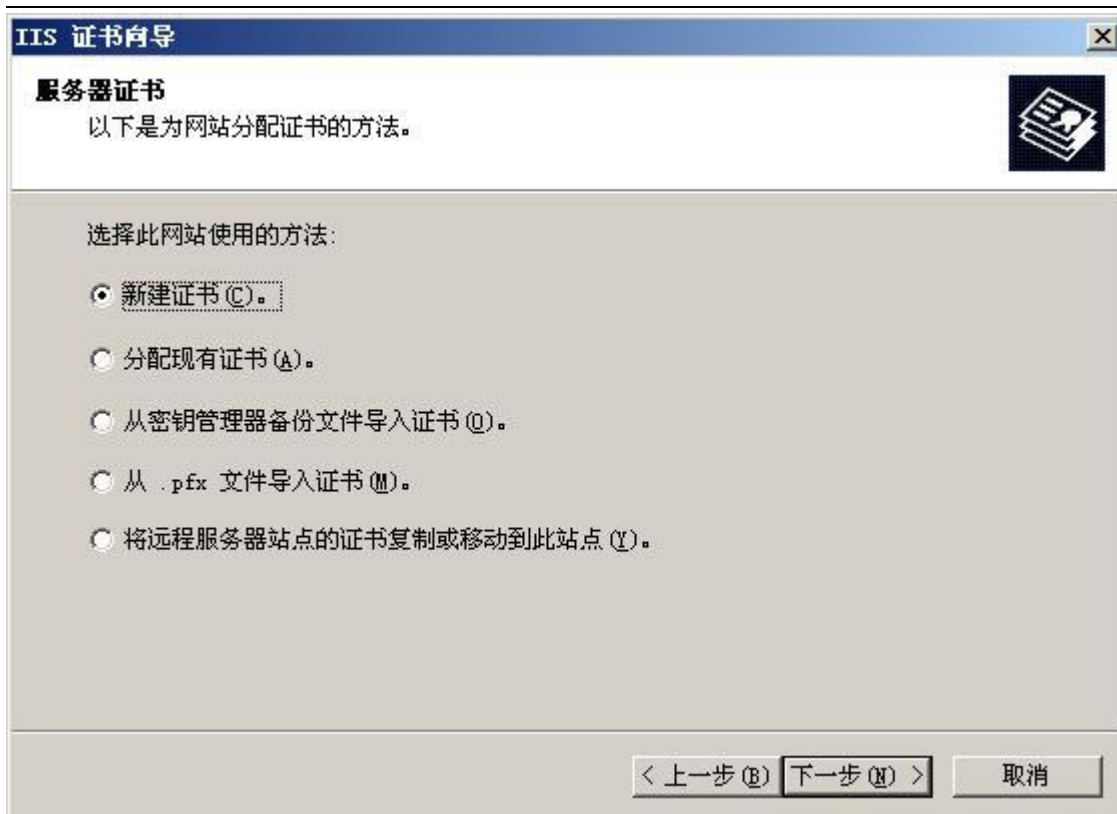 IIS 证书向导
服务器证书
以下是为网站分配证书的方法。
选择此网站使用的方法:
新建证书(C)。
分配现有证书(A)。
从密钥管理器备份文件导入证书(O)。
从 .pfx 文件导入证书(M)。
将远程服务器站点的证书复制或移动到此站点(Y)。
< 上一步(B) 下一步(N) > 取消